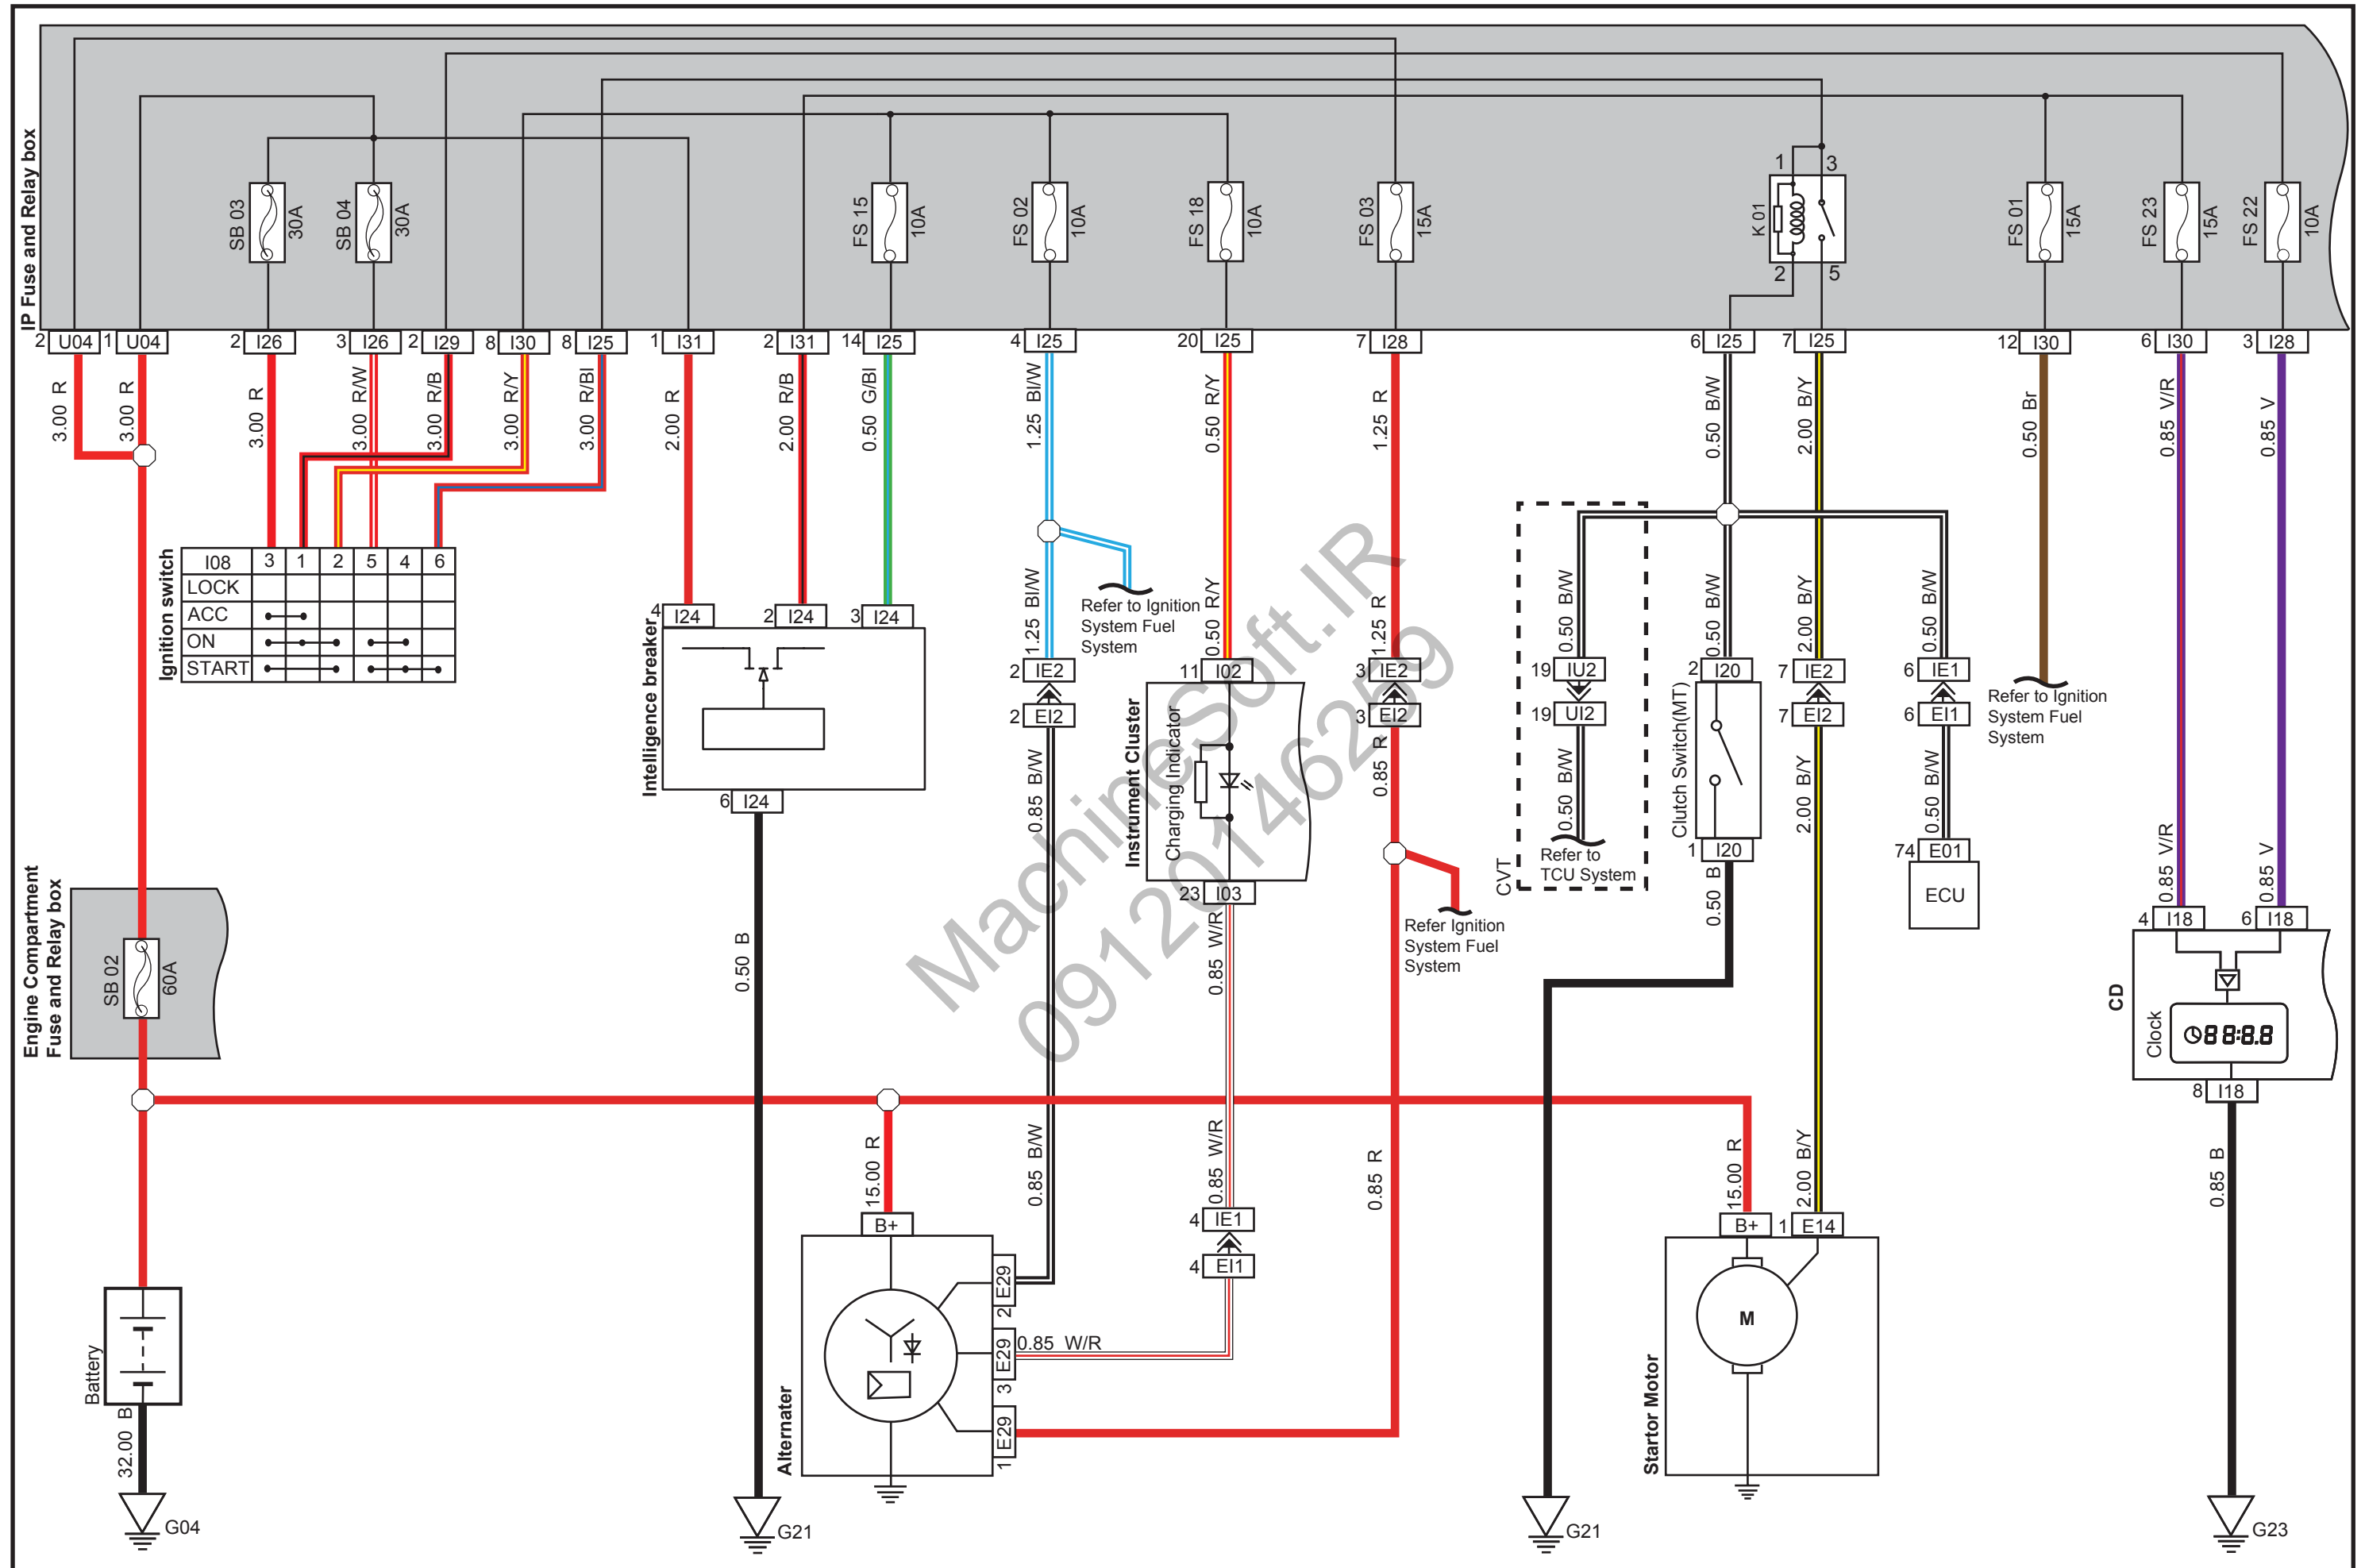 IP Fuse and Relay box
SB 03
30A
SB 04
30A
FS 15
10A
FS 02
10A
FS 18
10A
FS 03
15A
K 01
1
3
2
5
FS 01
15A
FS 23
15A
FS 22
10A
2 U04
1 U04
2 I26
3 I26
2 I29
8 I30
8 I25
1 I31
2 I31
14 I25
4 I25
20 I25
7 I28
6 I25
7 I25
12 I30
6 I30
3 I28
3.00 R
3.00 R
3.00 R
3.00 R/W
3.00 R/B
3.00 R/Y
3.00 R/Bl
2.00 R
2.00 R/B
0.50 G/Bl
1.25 Bl/W
0.50 R/Y
1.25 R
0.50 B/W
2.00 B/Y
0.50 Br
0.85 V/R
0.85 V
Ignition switch
I08 3 1 2 5 4 6
LOCK
ACC
ON
START
Intelligence breaker
4 I24
2 I24
3 I24
6 I24
0.50 B
G21
Refer to Ignition
System Fuel
System
1.25 Bl/W
2 IE2
2 EI2
0.85 B/W
0.85 B/W
0.50 R/Y
11 I02
Instrument Cluster
Charging Indicator
23 I03
0.85 W/R
0.85 W/R
4 IE1
4 EI1
0.85 W/R
1.25 R
3 IE2
3 EI2
0.85 R
Refer Ignition
System Fuel
System
0.85 R
CVT
0.50 B/W
19 IU2
19 UI2
0.50 B/W
Refer to
TCU System
0.50 B/W
2 I20
Clutch Switch(MT)
1 I20
0.50 B
G21
2.00 B/Y
7 IE2
7 EI2
2.00 B/Y
2.00 B/Y
0.50 B/W
6 IE1
6 EI1
0.50 B/W
74 E01
ECU
Refer to Ignition
System Fuel
System
0.85 V/R
0.85 V
4 I18
6 I18
CD
Clock
88:8.8
8 I18
0.85 B
G23
Engine Compartment
Fuse and Relay box
SB 02
60A
Battery
32.00 B
G04
15.00 R
B+
Alternater
E29 2
E29 3
E29 1
15.00 R
B+
1 E14
M
Startor Motor
MachineSoft.IR
09120146259